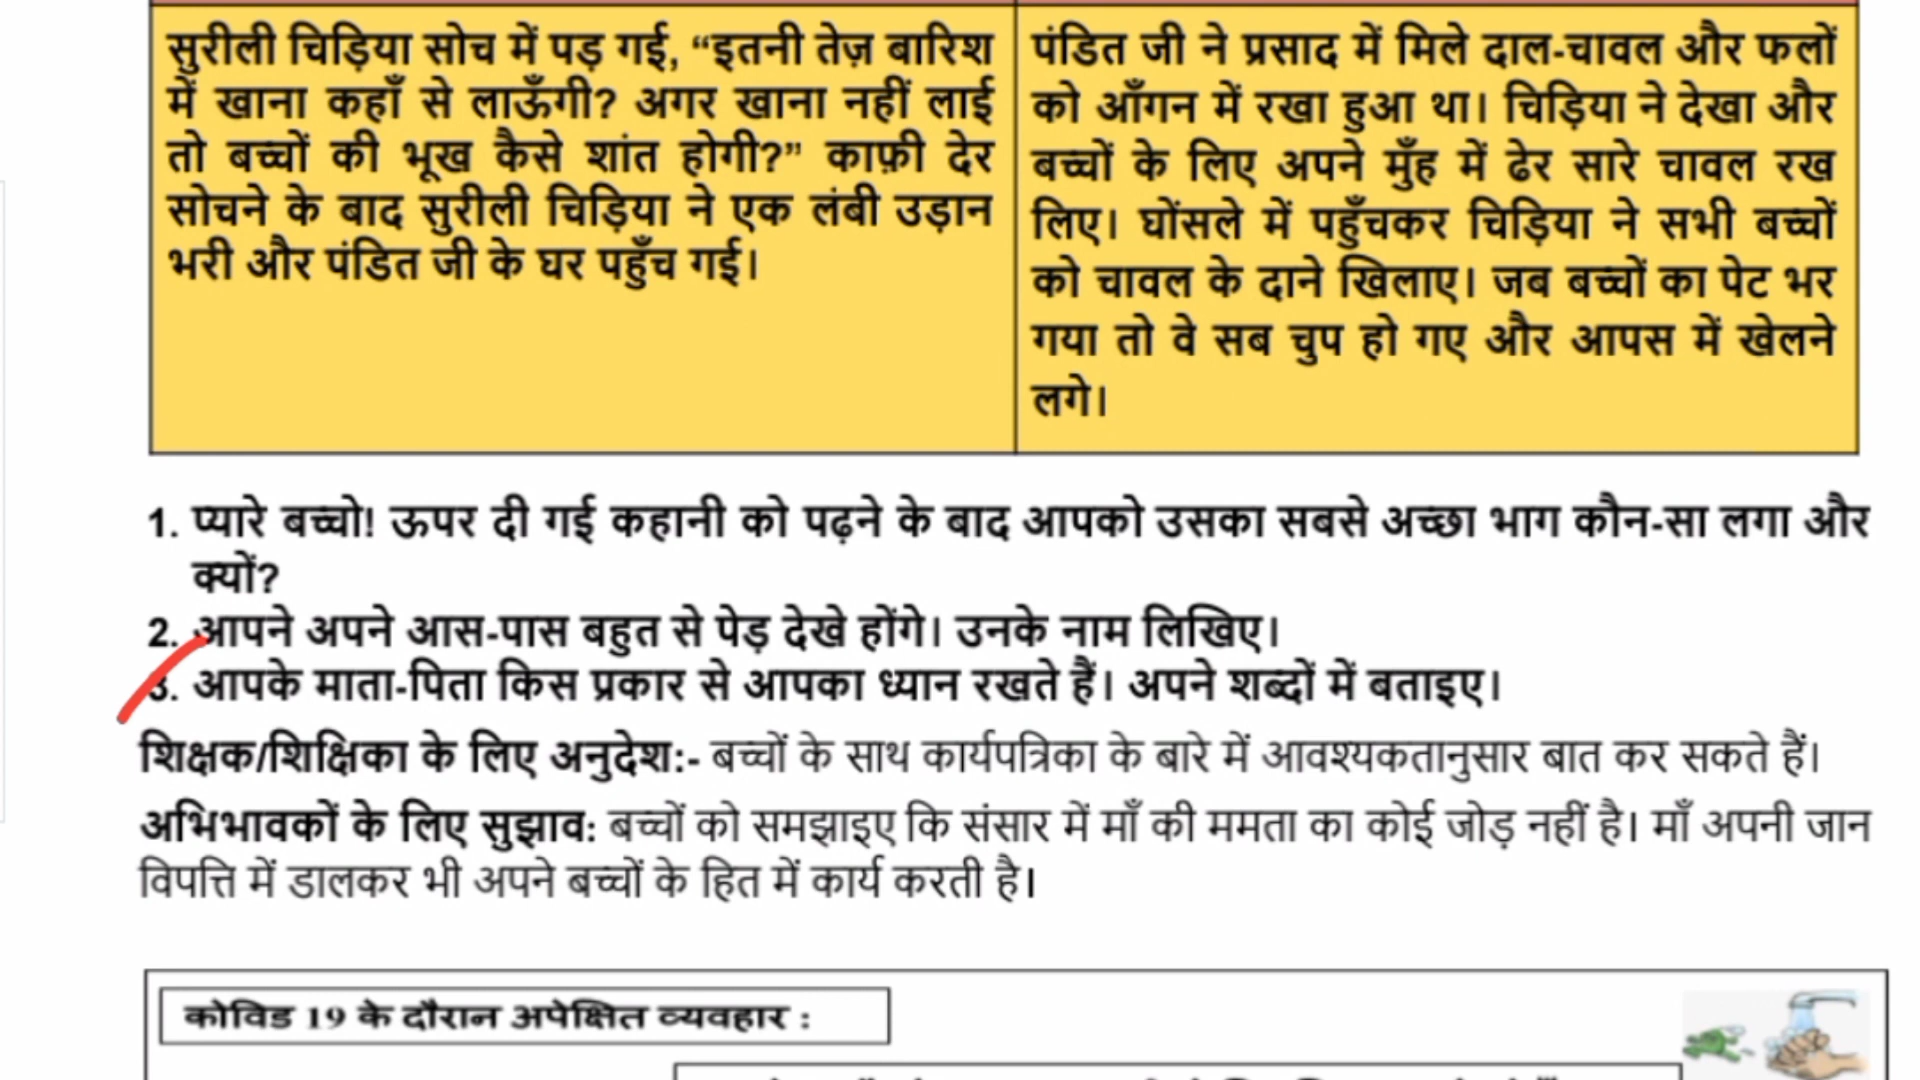 सुरीली चिड़िया सोच में पड़ गई, “इतनी तेज़ बारिश
में खाना कहाँ से लाऊँगी? अगर खाना नहीं लाई
तो बच्चों की भूख कैसे शांत होगी?” काफ़ी देर
सोचने के बाद सुरीली चिड़िया ने एक लंबी उड़ान
भरी और पंडित जी के घर पहुँच गई।
पंडित जी ने प्रसाद में मिले दाल-चावल और फलों
को आँगन में रखा हुआ था। चिड़िया ने देखा और
बच्चों के लिए अपने मुँह में ढेर सारे चावल रख
लिए। घोंसले में पहुँचकर चिड़िया ने सभी बच्चों
को चावल के दाने खिलाए। जब बच्चों का पेट भर
गया तो वे सब चुप हो गए और आपस में खेलने
लगे।
1. प्यारे बच्चो! ऊपर दी गई कहानी को पढ़ने के बाद आपको उसका सबसे अच्छा भाग कौन-सा लगा और
क्यों?
2. आपने अपने आस-पास बहुत से पेड़ देखे होंगे। उनके नाम लिखिए।
3. आपके माता-पिता किस प्रकार से आपका ध्यान रखते हैं। अपने शब्दों में बताइए।
शिक्षक/शिक्षिका के लिए अनुदेश:- बच्चों के साथ कार्यपत्रिका के बारे में आवश्यकतानुसार बात कर सकते हैं।
अभिभावकों के लिए सुझाव: बच्चों को समझाइए कि संसार में माँ की ममता का कोई जोड़ नहीं है। माँ अपनी जान
विपत्ति में डालकर भी अपने बच्चों के हित में कार्य करती है।
कोविड 19 के दौरान अपेक्षित व्यवहार :